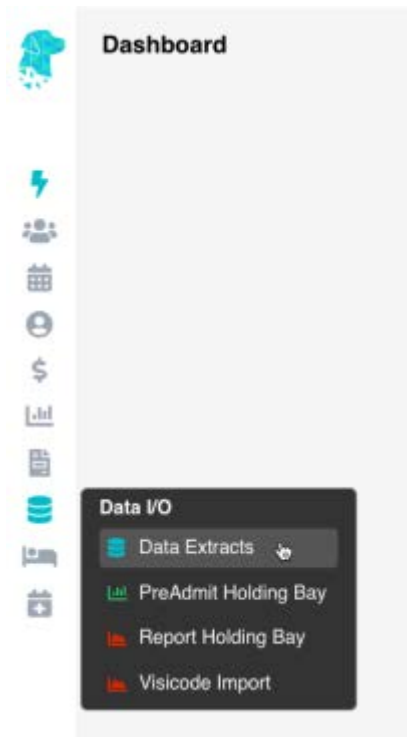 Dashboard
Data I/O
Data Extracts
PreAdmit Holding Bay
Report Holding Bay
Visicode Import